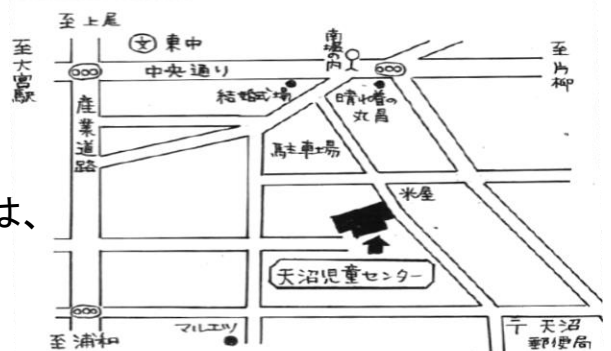 至上尾
至大宮駅
文 東中
中央通り
南堀の内
至片柳
結婚式場
晴れ着の
丸昌
産業道路
駐車場
は、
米屋
天沼児童センター
至浦和
マルエツ
〒天沼
郵便局